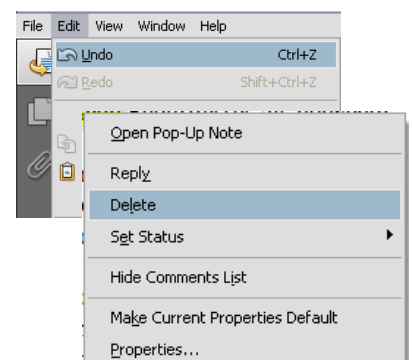 File Edit View Window Help
Undo Ctrl+Z
Redo Shift+Ctrl+Z
Open Pop-Up Note
Reply
Delete
Set Status
Hide Comments List
Make Current Properties Default
Properties...